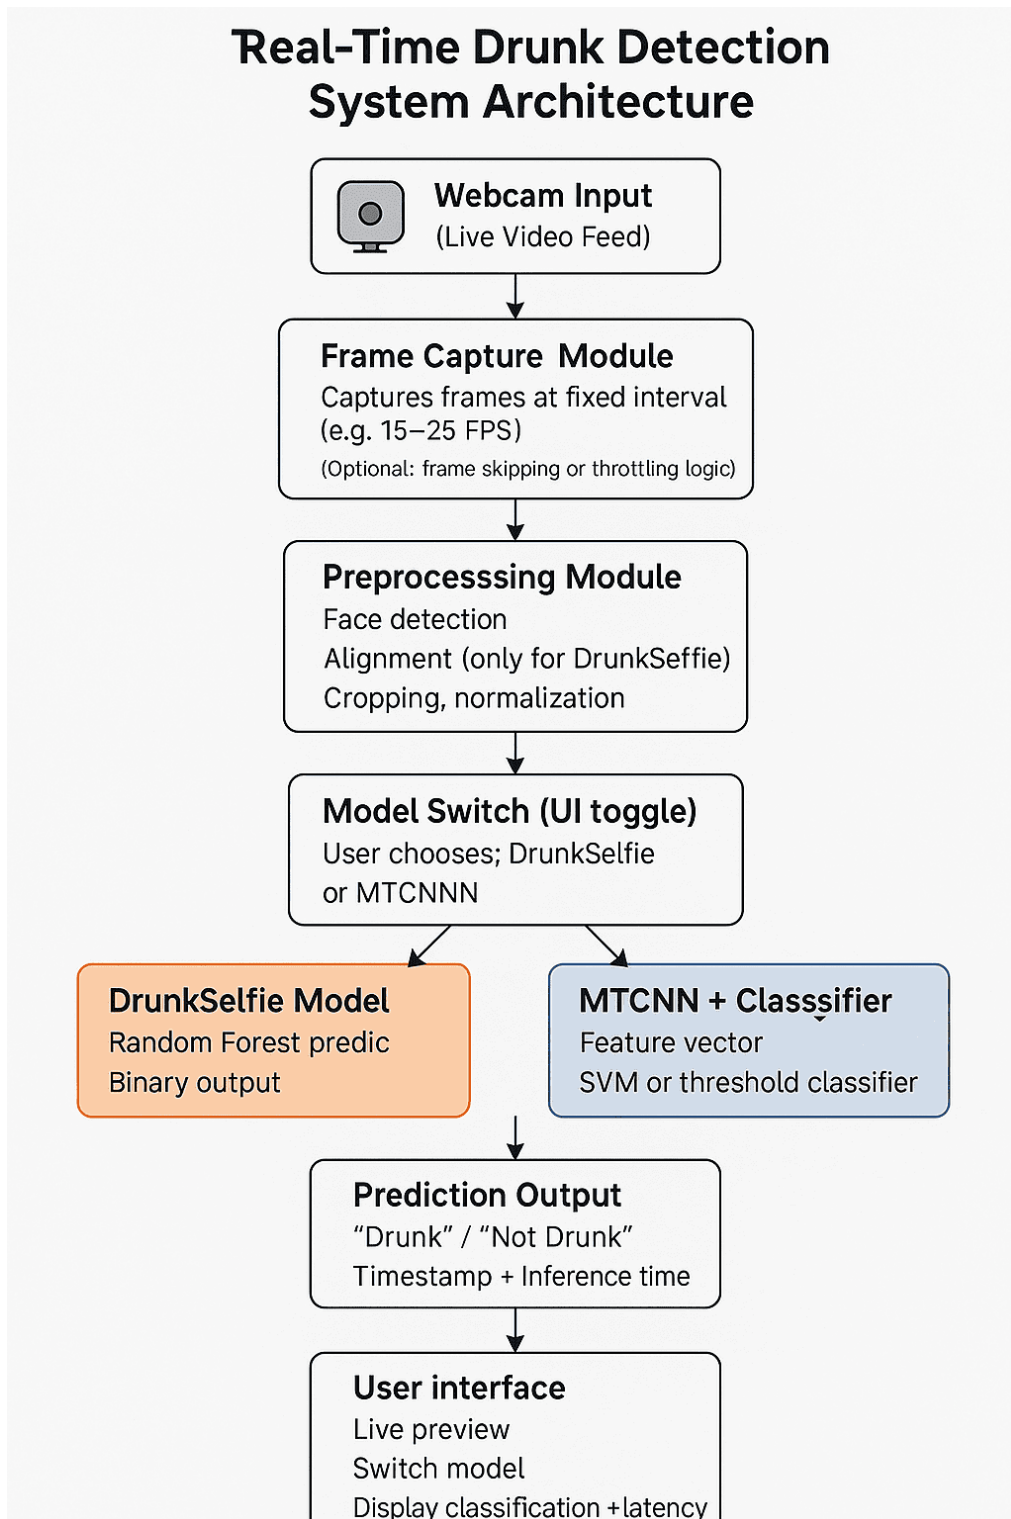 Real-Time Drunk Detection
System Architecture
Webcam Input
(Live Video Feed)
Frame Capture Module
Captures frames at fixed interval
(e.g. 15–25 FPS)
(Optional: frame skipping or throttling logic)
Preprocesssing Module
Face detection
Alignment (only for DrunkSeffie)
Cropping, normalization
Model Switch (UI toggle)
User chooses; DrunkSelfie
or MTCNNN
DrunkSelfie Model
Random Forest predic
Binary output
MTCNN + Classsifier
Feature vector
SVM or threshold classifier
Prediction Output
“Drunk” / “Not Drunk”
Timestamp + Inference time
User interface
Live preview
Switch model
Display classification +latency